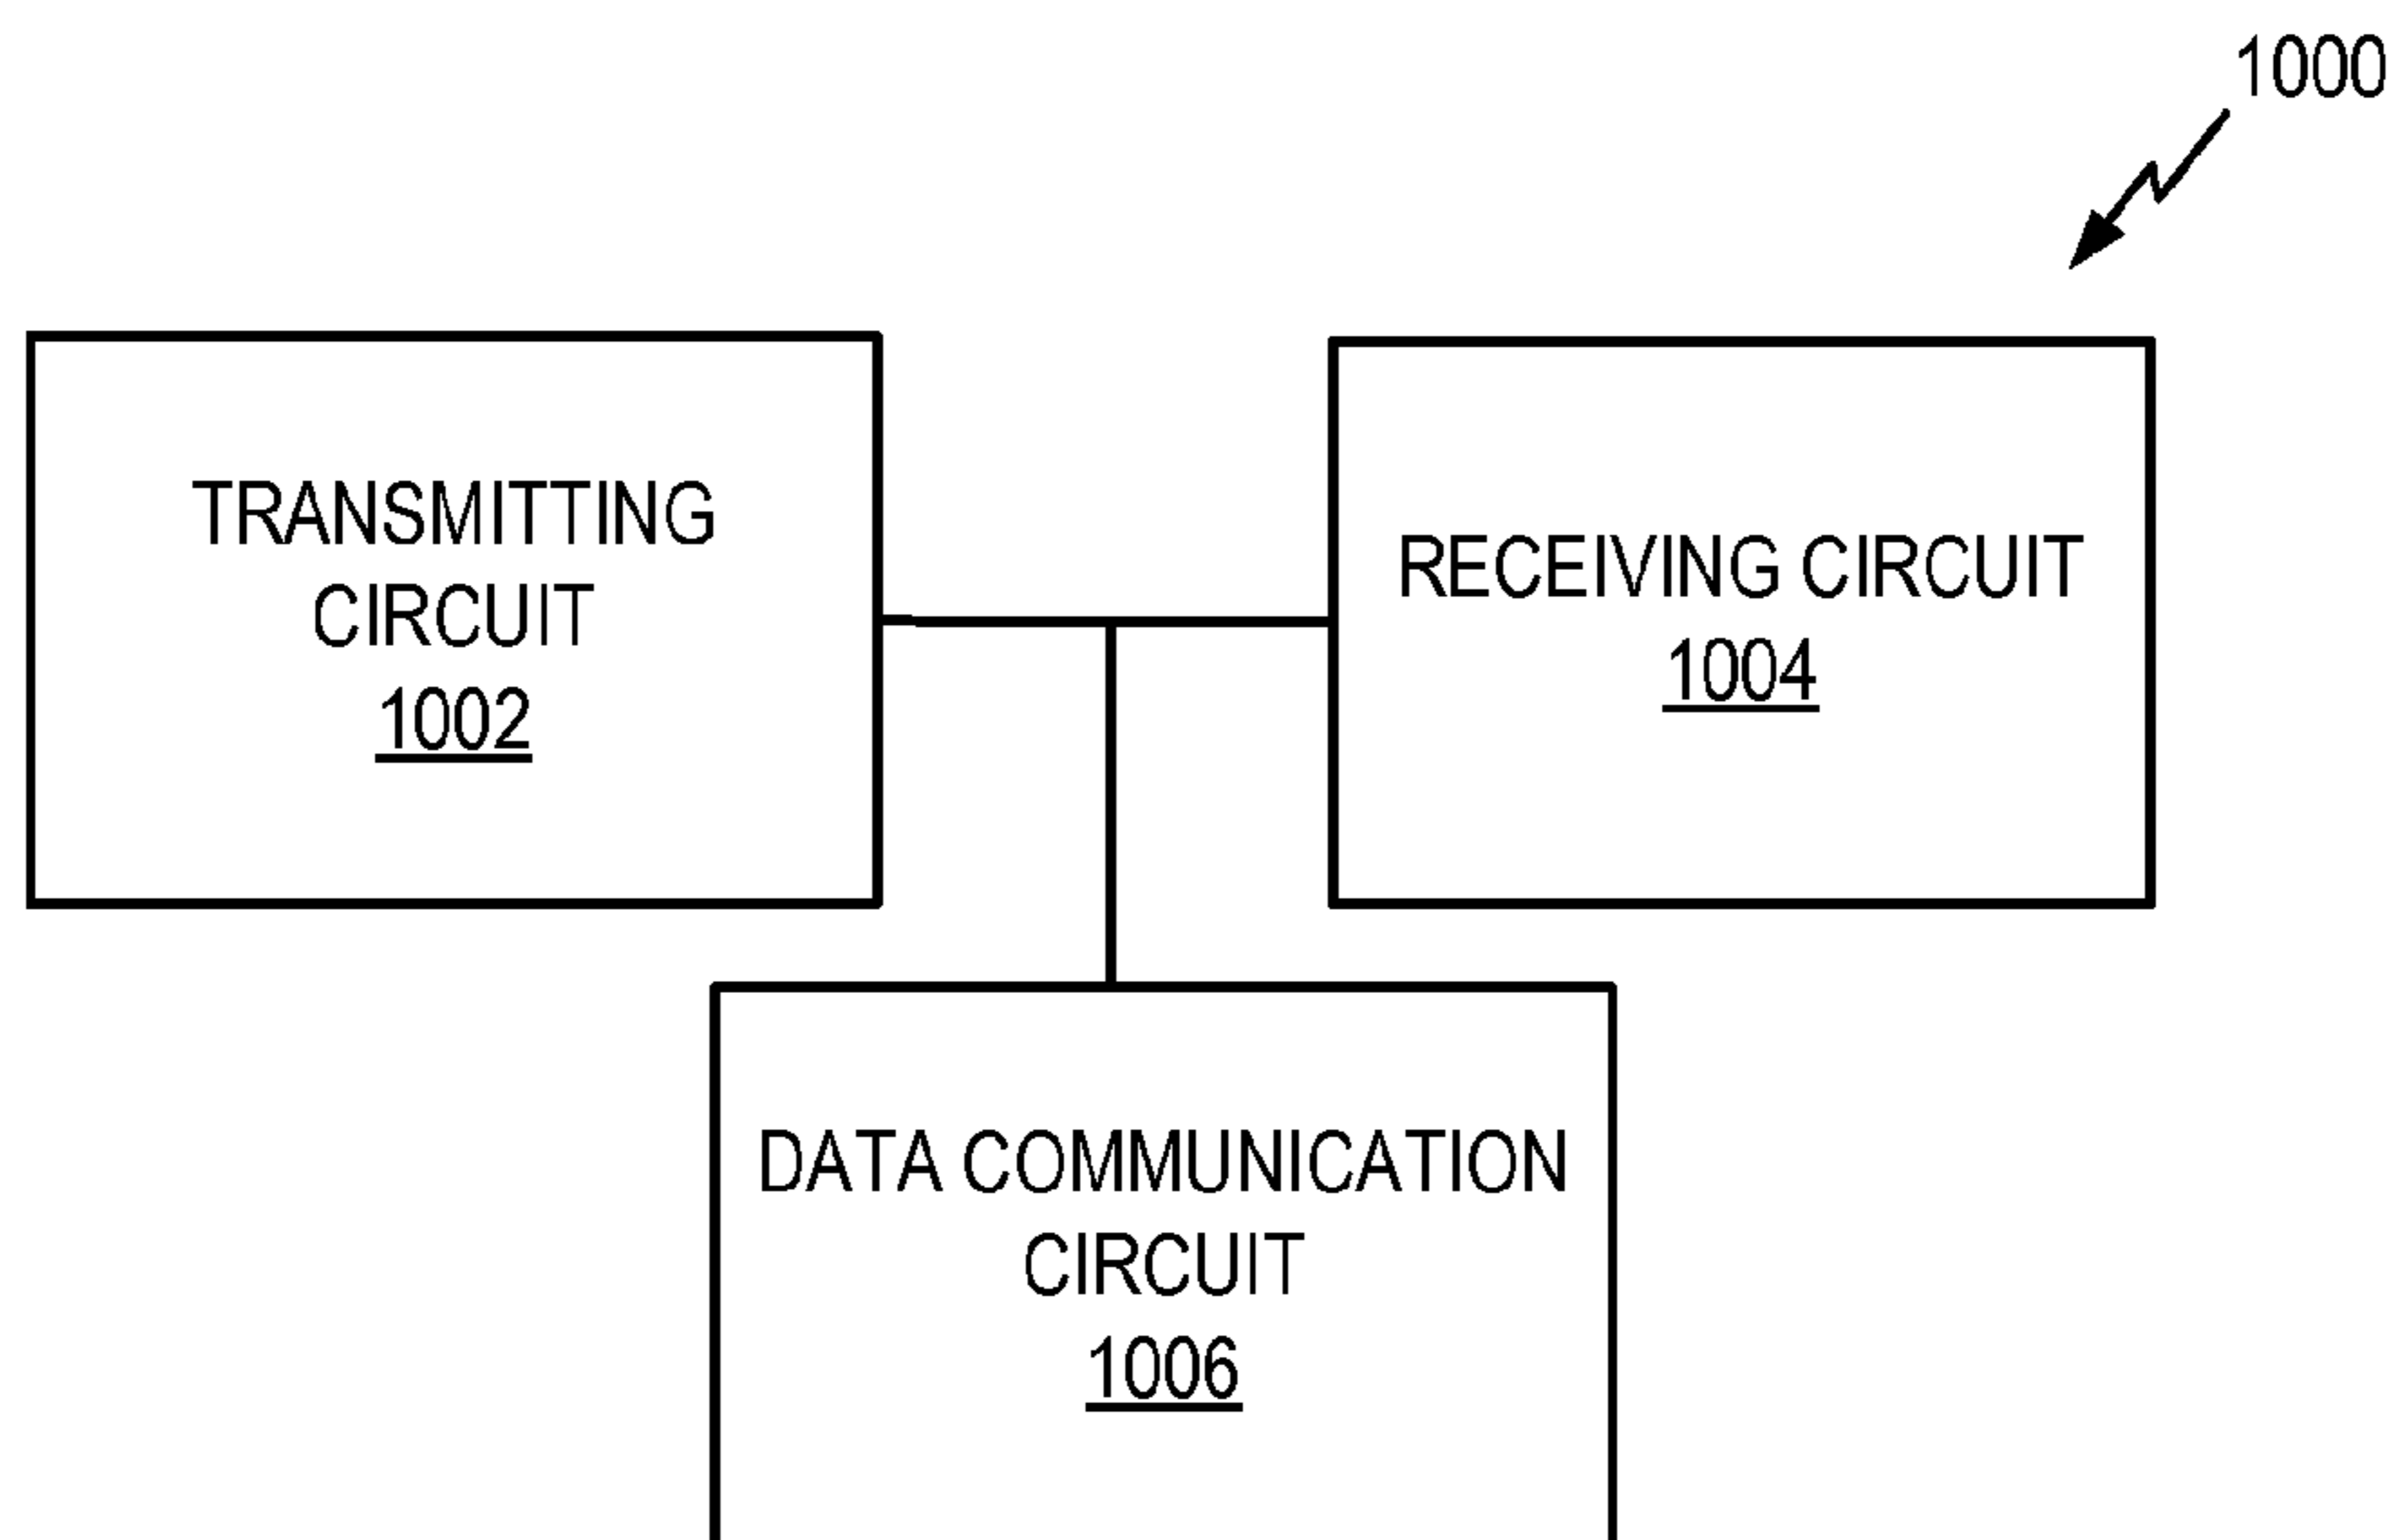 1000
TRANSMITTING
CIRCUIT
1002
RECEIVING CIRCUIT
1004
DATA COMMUNICATION
CIRCUIT
1006